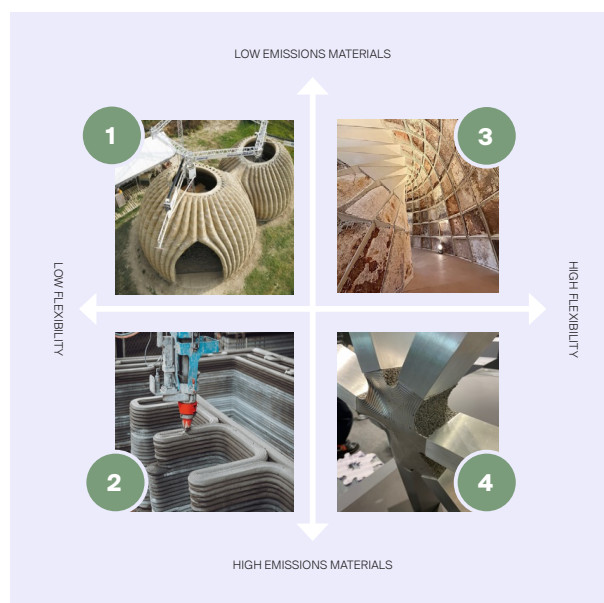 LOW EMISSIONS MATERIALS
1
3
LOW FLEXIBILITY
HIGH FLEXIBILITY
2
4
HIGH EMISSIONS MATERIALS